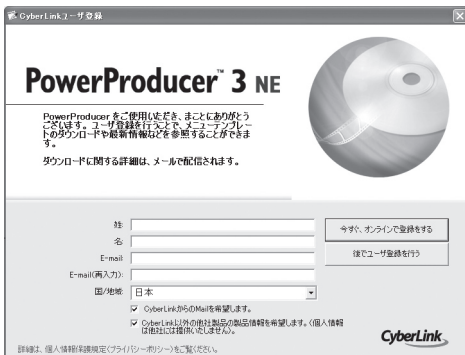 CyberLinkユーザ登録
PowerProducer™ 3 NE
PowerProducer をご使用いただき、まことにありがとう
ございます。ユーザ登録を行うことで、メニューテンプレー
トのダウンロードや最新情報などを参照することができま
す。
ダウンロードに関する詳細は、メールで配信されます。
姓:
今すぐ、オンラインで登録をする
名:
後でユーザ登録を行う
E-mail:
E-mail(再入力):
国/地域:
日本
CyberLinkからのMailを希望します。
CyberLink以外の他社製品の製品情報を希望します。(個人情報
は他社には提供いたしません)。
CyberLink
詳細は、個人情報保護規定(プライバシーポリシー)をご覧ください。